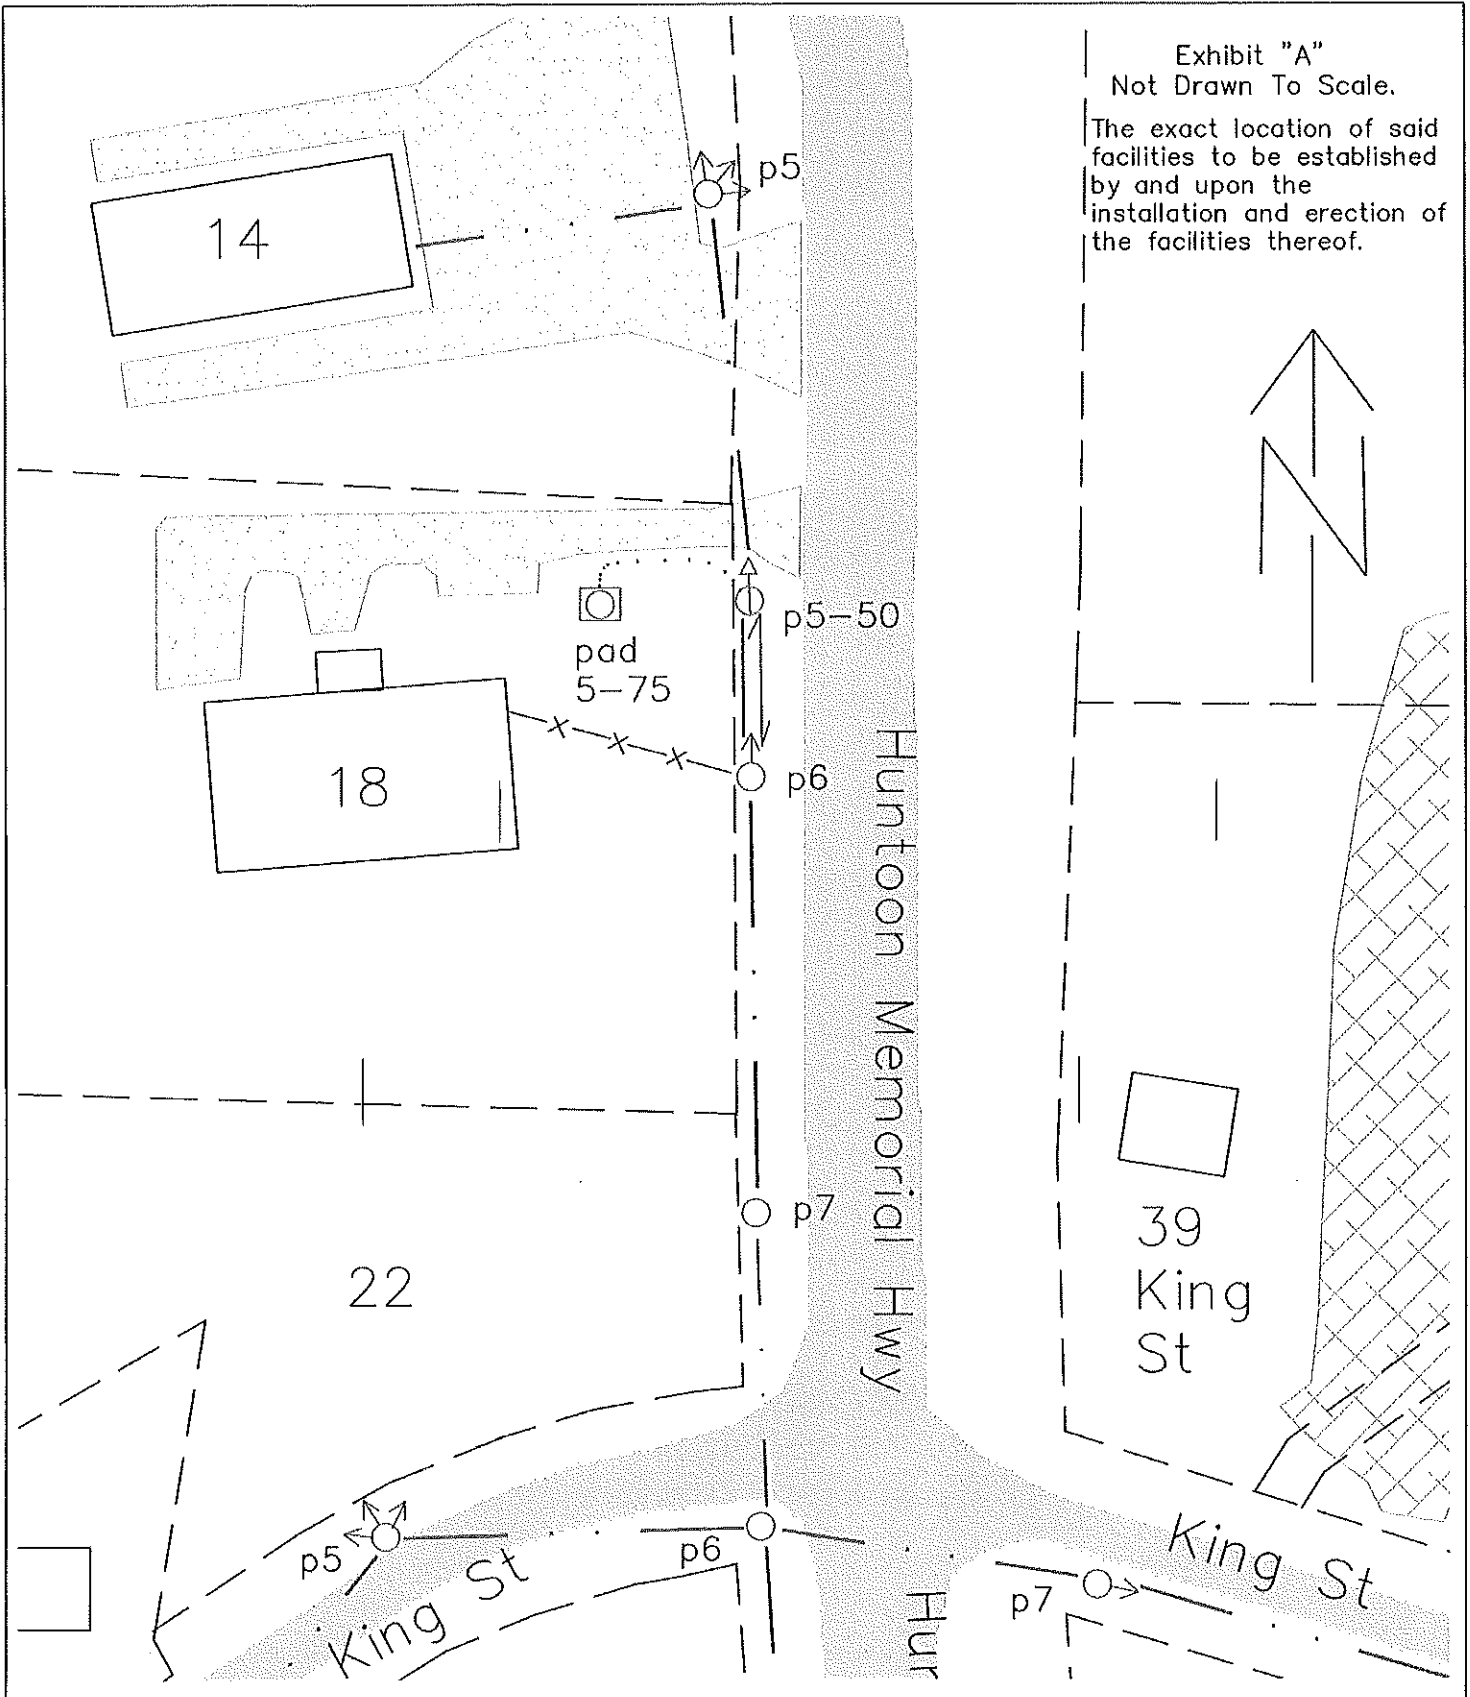 Exhibit "A"
Not Drawn To Scale.
The exact location of said
facilities to be established
by and upon the
installation and erection of
the facilities thereof.
p5
14
N
p5-50
pad
5-75
18
p6
Huntoon Memorial Hwy
p7
39
King
St
22
p5
King St
p6
King St
p7
Hur